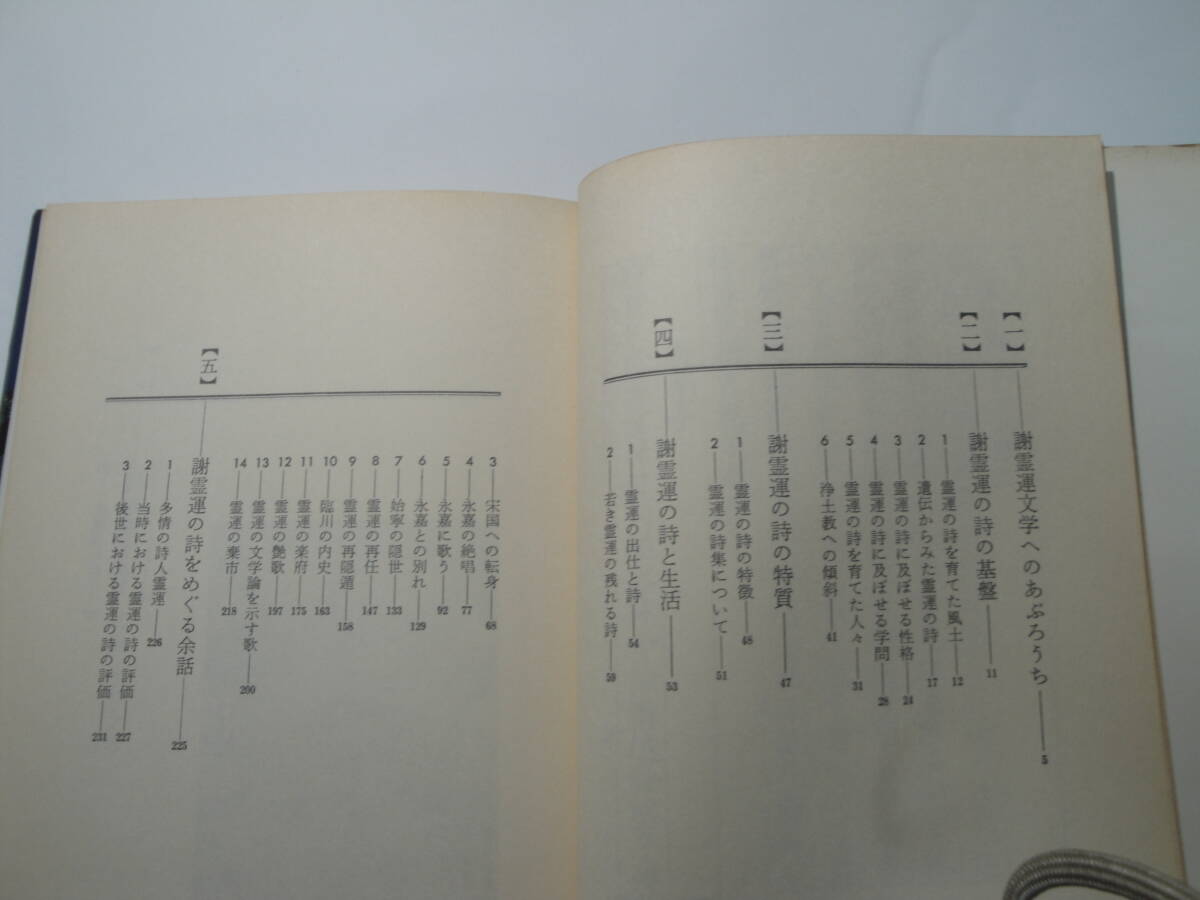 【一】謝霊運文学へのあぷろうち 5
【二】謝霊運の詩の基盤 11
1 霊運の詩を育てた風土 12
2 遺伝からみた霊運の詩 17
3 霊運の詩に及ぼせる性格 24
4 霊運の詩に及ぼせる学問 28
5 霊運の詩を育てた人々 31
6 浄土教への傾斜 41
【三】謝霊運の詩の特質 47
1 霊運の詩の特徴 48
2 霊運の詩集について 51
【四】謝霊運の詩と生活 53
1 霊運の出仕と詩 54
2 若き霊運の残れる詩 59
3 宋国への転身 68
4 永嘉の絶唱 77
5 永嘉に歌う 92
6 永嘉との別れ 129
7 始寧の隠世 133
8 霊運の再任 147
9 霊運の再隠遁 158
10 臨川の内史 163
11 霊運の楽府 175
12 霊運の艶歌 197
13 霊運の文学論を示す歌 200
14 霊運の棄市 218
【五】謝霊運の詩をめぐる余話 225
1 多情の詩人霊運 226
2 当時における霊運の詩の評価 227
3 後世における霊運の詩の評価 231